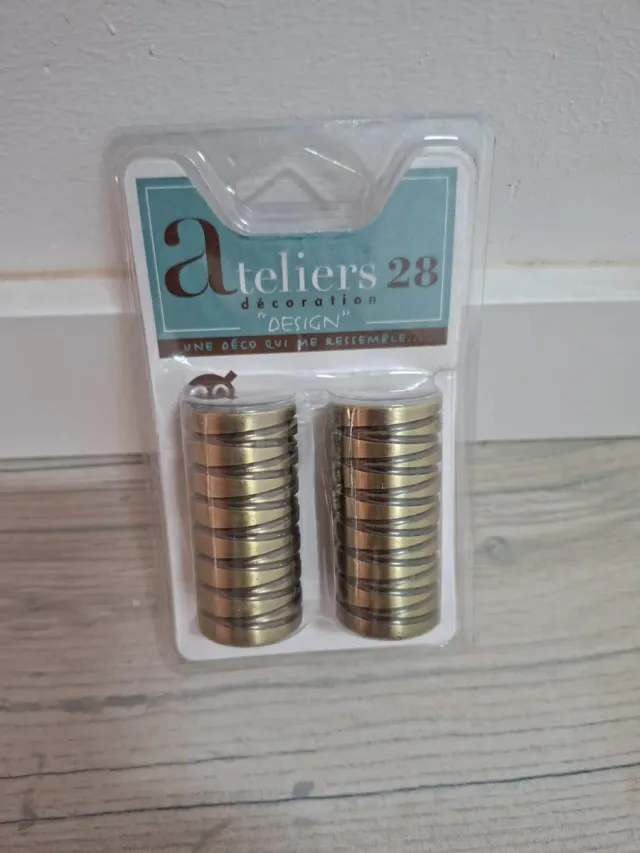 ateliers 28
décoration
"DESIGN"
UNE DÉCO QUI ME RESSEMBLE...